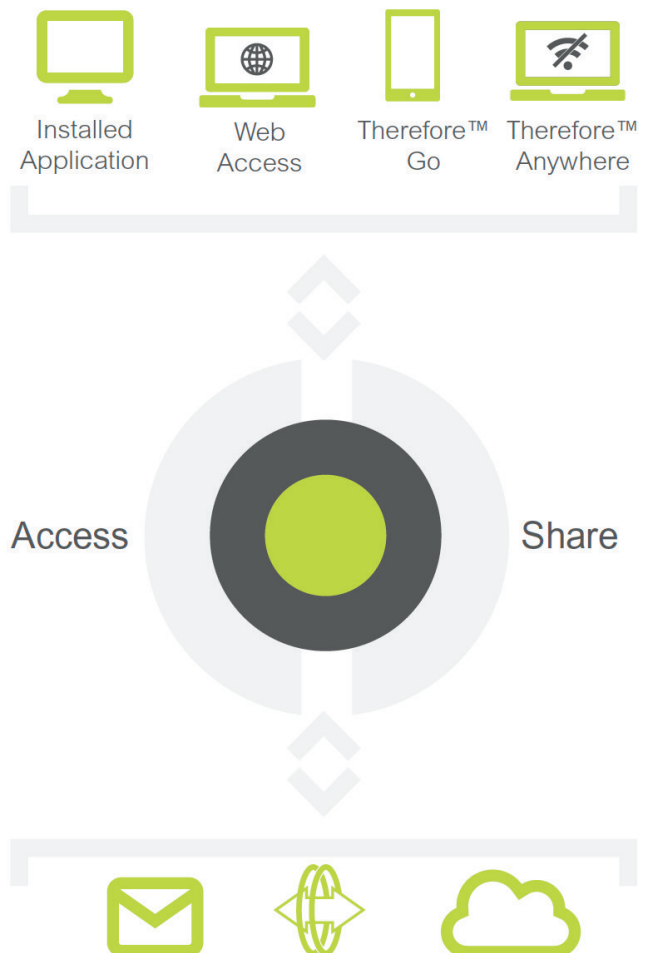 Installed
Application
Web
Access
Therefore™
Go
Therefore™
Anywhere
Access
Share